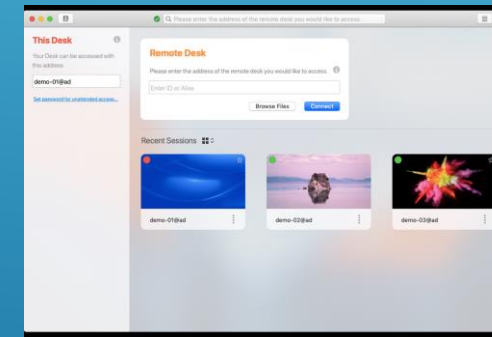 Please enter the address of the remote desk you would like to access.
This Desk
Your Desk can be accessed with
this address.
demo-01@ad
Set password for unattended access...
Remote Desk
Please enter the address of the remote desk you would like to access.
Enter ID or Alias
Browse Files
Connect
Recent Sessions
demo-01@ad
demo-02@ad
demo-03@ad